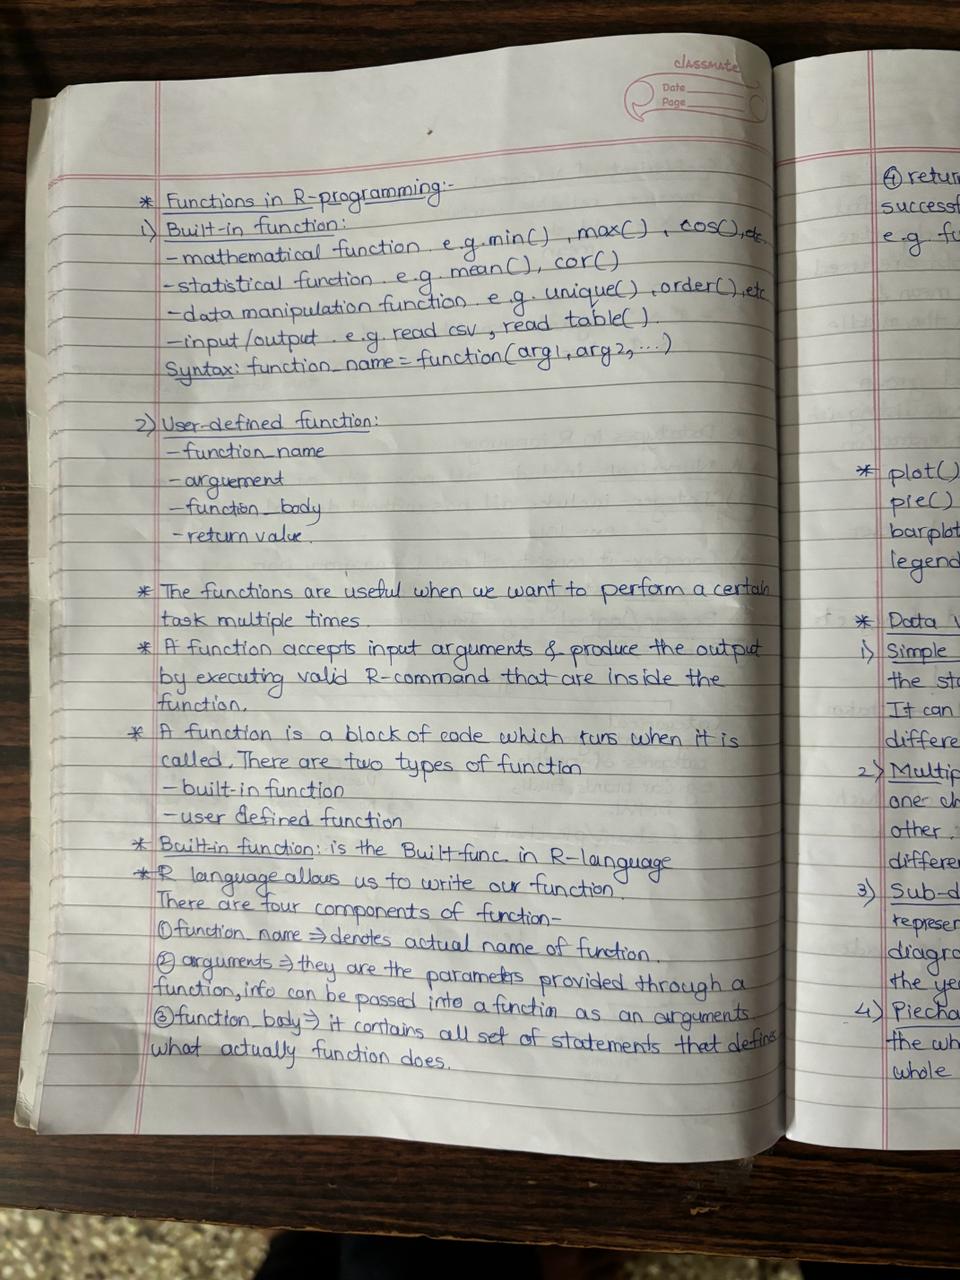 classmate
Date
Page
* Functions in R-programming:-
1) Built-in function:
-mathematical function. e.g. min() , max() , cos(),etc.
-statistical function. e.g. mean(), cor()
-data manipulation function. e.g. unique() , order(), etc
-input/output. e.g. read csv, read table().
Syntax: function_name = function(arg1, arg2, ...)
2) User-defined function:
-function_name
-arguement
-function_body
-return value.
* The functions are useful when we want to perform a certain
task multiple times.
* A function accepts input arguments & produce the output
by executing valid R-command that are inside the
function.
* A function is a block of code which runs when it is
called. There are two types of function
-built-in function
-user defined function
* Built-in function: is the Built func. in R-language
* R language allows us to write our function.
There are four components of function-
① function_name ⇒ denotes actual name of function.
② arguments ⇒ they are the parameters provided through a
function, info can be passed into a function as an arguments.
③ function_body ⇒ it contains all set of statements that defines
what actually function does.
④ return
success
e.g. fu
* plot()
pie()
barplot
legend
* Data
1) Simple
the sta
It can
differe
2) Multip
one ch
other.
differe
3) Sub-d
represen
diagra
the ye
4) Piecha
the wh
whole